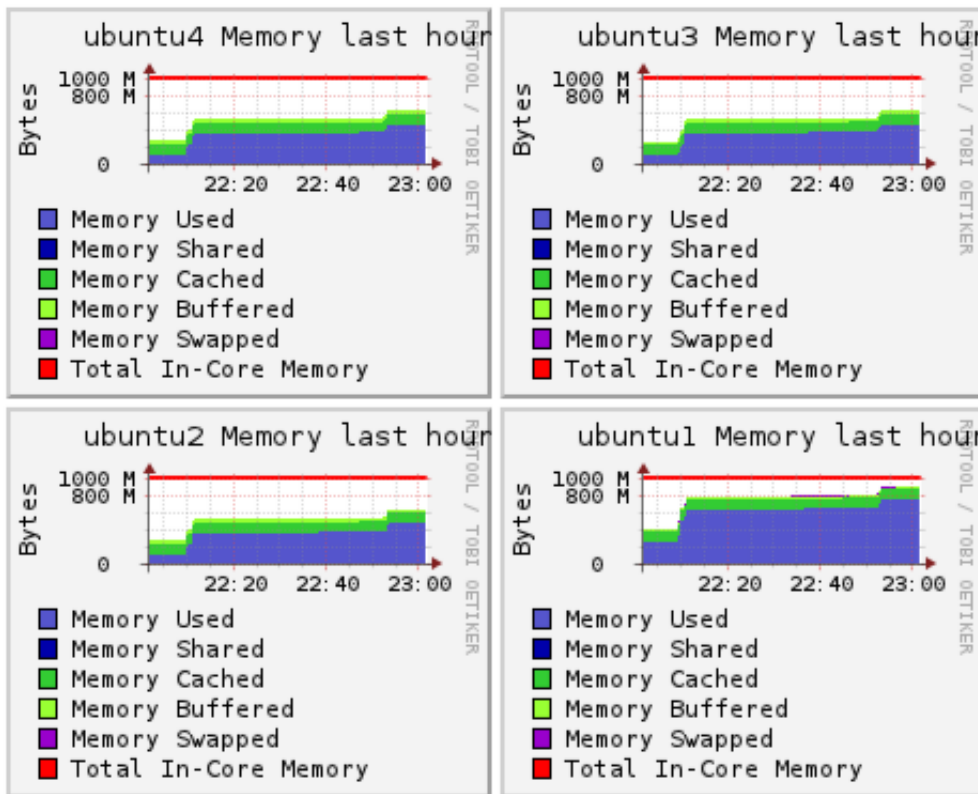 ubuntu4 Memory last hour
RRDTOOL / TOBI OETIKER
Bytes
1000 M
800 M
0
22:20 22:40 23:00
Memory Used
Memory Shared
Memory Cached
Memory Buffered
Memory Swapped
Total In-Core Memory
ubuntu3 Memory last hour
RRDTOOL / TOBI OETIKER
Bytes
1000 M
800 M
0
22:20 22:40 23:00
Memory Used
Memory Shared
Memory Cached
Memory Buffered
Memory Swapped
Total In-Core Memory
ubuntu2 Memory last hour
RRDTOOL / TOBI OETIKER
Bytes
1000 M
800 M
0
22:20 22:40 23:00
Memory Used
Memory Shared
Memory Cached
Memory Buffered
Memory Swapped
Total In-Core Memory
ubuntu1 Memory last hour
RRDTOOL / TOBI OETIKER
Bytes
1000 M
800 M
0
22:20 22:40 23:00
Memory Used
Memory Shared
Memory Cached
Memory Buffered
Memory Swapped
Total In-Core Memory